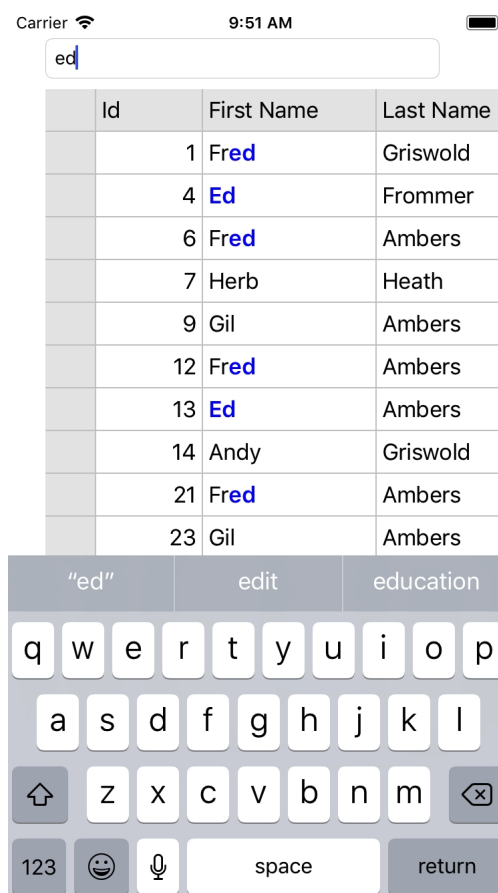 Carrier 9:51 AM
ed
Id First Name Last Name
1 Fred Griswold
4 Ed Frommer
6 Fred Ambers
7 Herb Heath
9 Gil Ambers
12 Fred Ambers
13 Ed Ambers
14 Andy Griswold
21 Fred Ambers
23 Gil Ambers
“ed” edit education
q w e r t y u i o p
a s d f g h j k l
z x c v b n m
123 space return